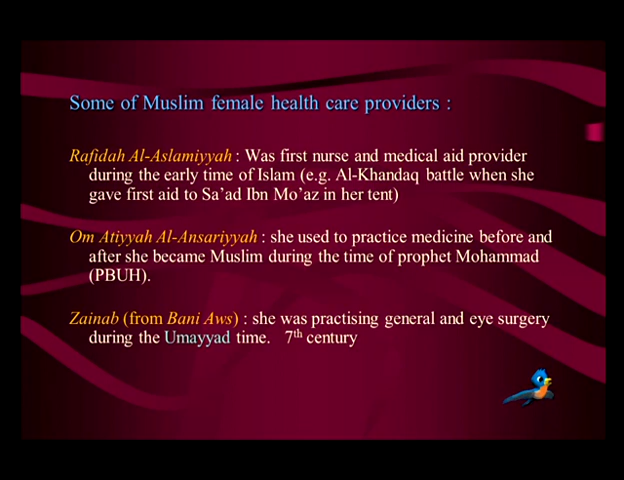 Some of Muslim female health care providers :
Rafidah Al-Aslamiyyah : Was first nurse and medical aid provider
during the early time of Islam (e.g. Al-Khandaq battle when she
gave first aid to Sa’ad Ibn Mo’az in her tent)
Om Atiyyah Al-Ansariyyah : she used to practice medicine before and
after she became Muslim during the time of prophet Mohammad
(PBUH).
Zainab (from Bani Aws) : she was practising general and eye surgery
during the Umayyad time. 7th century